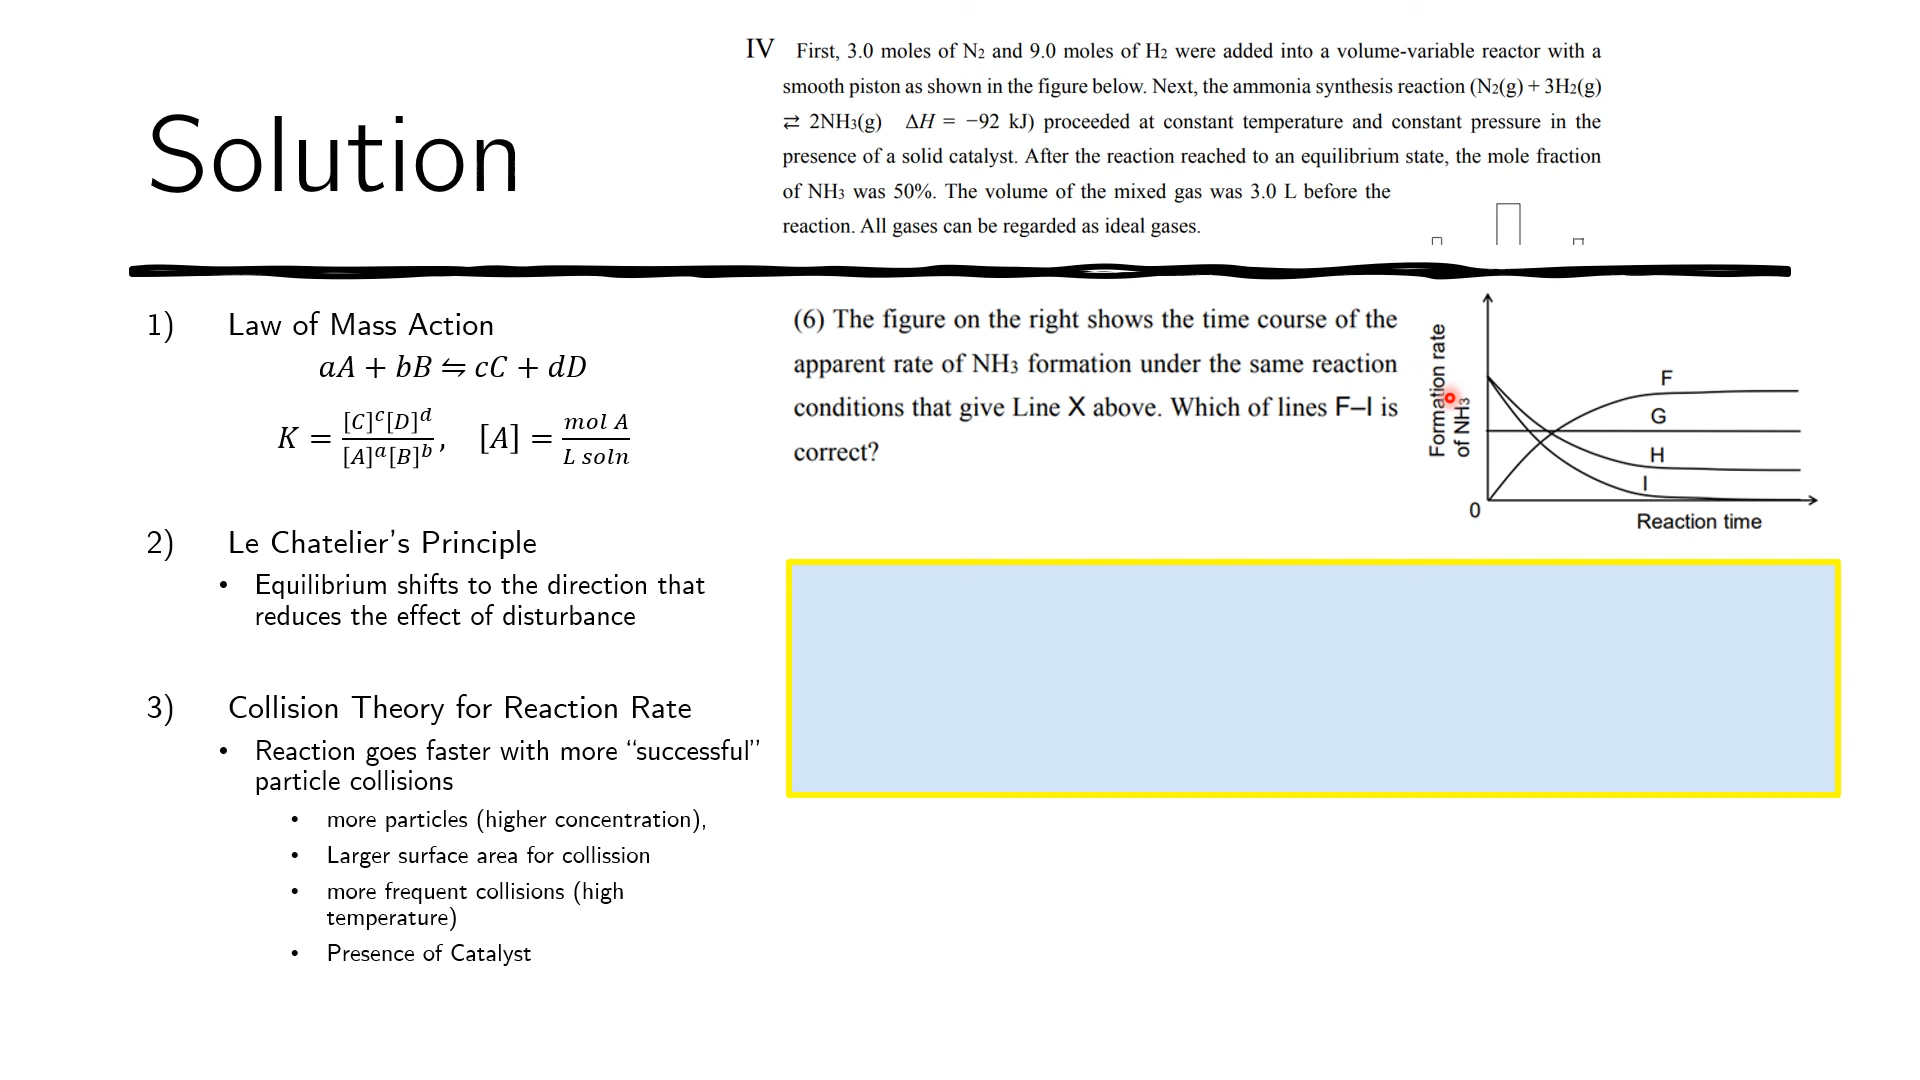 Solution
IV First, 3.0 moles of N2 and 9.0 moles of H2 were added into a volume-variable reactor with a
smooth piston as shown in the figure below. Next, the ammonia synthesis reaction (N2(g) + 3H2(g)
⇄ 2NH3(g) ΔH = −92 kJ) proceeded at constant temperature and constant pressure in the
presence of a solid catalyst. After the reaction reached to an equilibrium state, the mole fraction
of NH3 was 50%. The volume of the mixed gas was 3.0 L before the
reaction. All gases can be regarded as ideal gases.
1) Law of Mass Action
aA + bB ⇋ cC + dD
K = [C]^c[D]^d / [A]^a[B]^b , [A] = mol A / L soln
2) Le Chatelier's Principle
• Equilibrium shifts to the direction that
reduces the effect of disturbance
3) Collision Theory for Reaction Rate
• Reaction goes faster with more “successful”
particle collisions
• more particles (higher concentration),
• Larger surface area for collission
• more frequent collisions (high
temperature)
• Presence of Catalyst
(6) The figure on the right shows the time course of the
apparent rate of NH3 formation under the same reaction
conditions that give Line X above. Which of lines F–I is
correct?
Formation rate
of NH3
F
G
H
I
0
Reaction time